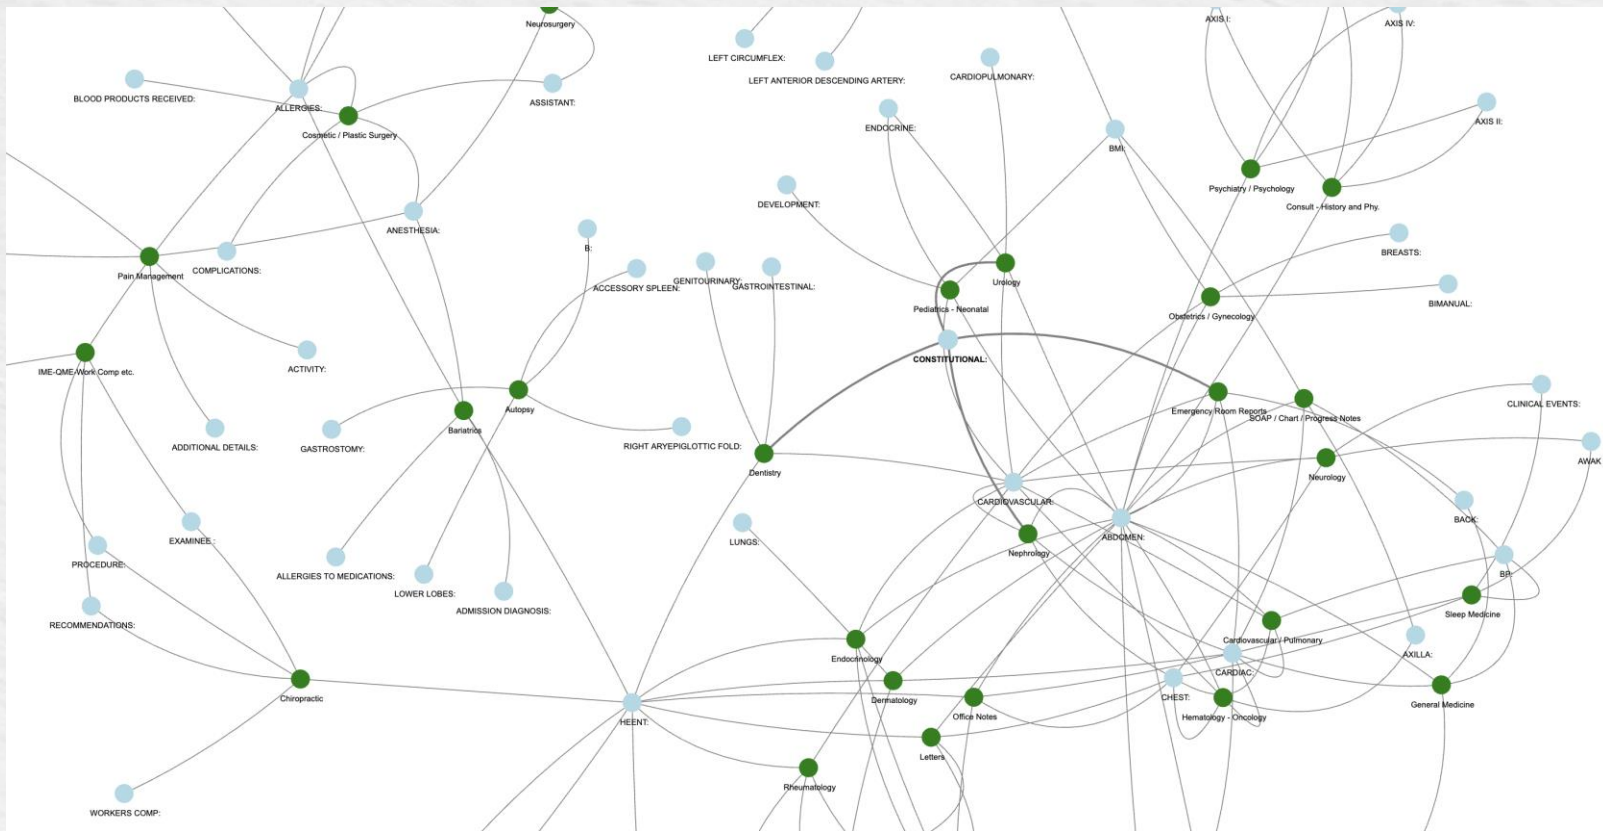 Neurosurgery
AXIS I:
AXIS IV:
LEFT CIRCUMFLEX:
LEFT ANTERIOR DESCENDING ARTERY:
CARDIOPULMONARY:
BLOOD PRODUCTS RECEIVED:
ALLERGIES:
ASSISTANT:
Cosmetic / Plastic Surgery
ENDOCRINE:
AXIS II:
BMI:
Psychiatry / Psychology
Consult - History and Phy.
DEVELOPMENT:
ANESTHESIA:
B:
BREASTS:
COMPLICATIONS:
Pain Management
ACCESSORY SPLEEN:
GENITOURINARY:
GASTROINTESTINAL:
Urology
Pediatrics - Neonatal
Obstetrics / Gynecology
BIMANUAL:
CONSTITUTIONAL:
IME-QME-Work Comp etc.
ACTIVITY:
Autopsy
Emergency Room Reports
SOAP / Chart / Progress Notes
CLINICAL EVENTS:
Bariatrics
ADDITIONAL DETAILS:
GASTROSTOMY:
RIGHT ARYEPIGLOTTIC FOLD:
Dentistry
Neurology
AWAK
CARDIOVASCULAR:
BACK:
EXAMINEE :
LUNGS:
ABDOMEN:
Nephrology
PROCEDURE:
ALLERGIES TO MEDICATIONS:
LOWER LOBES:
ADMISSION DIAGNOSIS:
BP:
Sleep Medicine
RECOMMENDATIONS:
Cardiovascular / Pulmonary
AXILLA:
Endocrinology
CARDIAC:
Chiropractic
Dermatology
CHEST:
General Medicine
HEENT:
Office Notes
Hematology - Oncology
Letters
Rheumatology
WORKERS COMP: